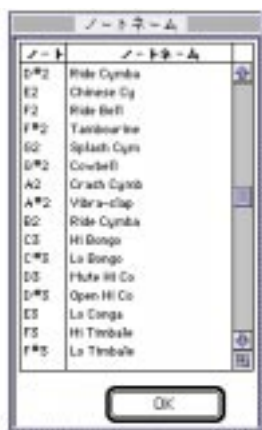 ノートネーム
ノート ノートネーム
D#2 Ride Cymba
E2 Chinese Cy
F2 Ride Bell
F#2 Tambourine
G2 Splash Cym
G#2 Cowbell
A2 Crash Cymb
A#2 Vibra-slap
B2 Ride Cymba
C3 Hi Bongo
C#3 Lo Bongo
D3 Mute Hi Co
D#3 Open Hi Co
E3 Lo Conga
F3 Hi Timbale
F#3 Lo Timbale
OK